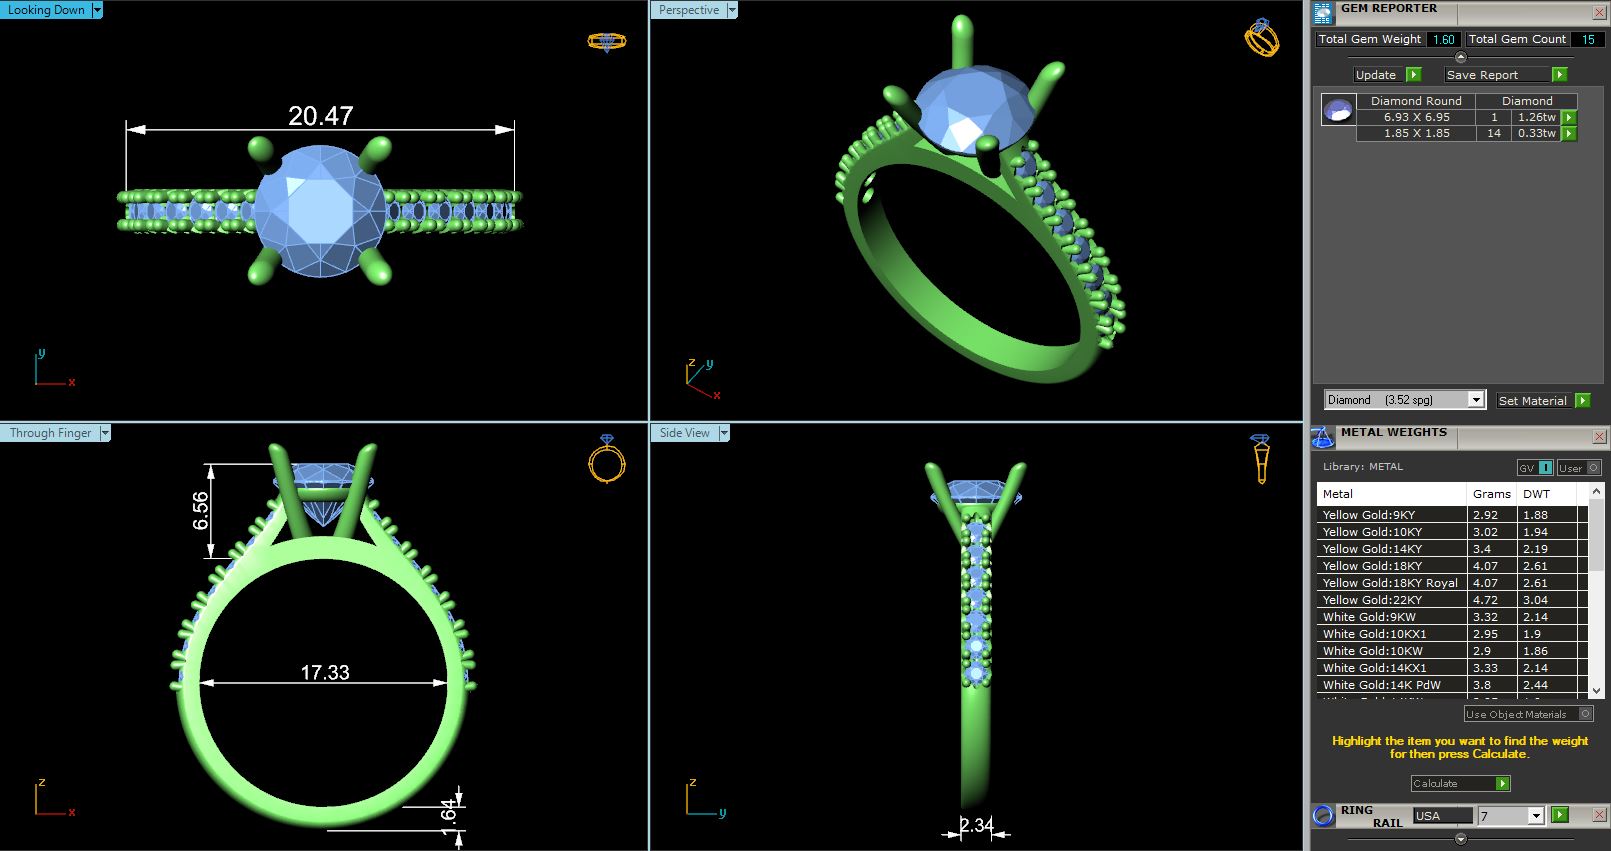 Looking Down
20.47
y
x
Perspective
z
y
x
Through Finger
6.56
17.33
1.64
z
x
Side View
2.34
z
y
GEM REPORTER
Total Gem Weight 1.60 Total Gem Count 15
Update Save Report
Diamond Round Diamond
6.93 X 6.95 1 1.26tw
1.85 X 1.85 14 0.33tw
Diamond (3.52 spg) Set Material
METAL WEIGHTS
Library: METAL GV I User O
Metal Grams DWT
Yellow Gold:9KY 2.92 1.88
Yellow Gold:10KY 3.02 1.94
Yellow Gold:14KY 3.4 2.19
Yellow Gold:18KY 4.07 2.61
Yellow Gold:18KY Royal 4.07 2.61
Yellow Gold:22KY 4.72 3.04
White Gold:9KW 3.32 2.14
White Gold:10KX1 2.95 1.9
White Gold:10KW 2.9 1.86
White Gold:14KX1 3.33 2.14
White Gold:14K PdW 3.8 2.44
Use Object Materials O
Highlight the item you want to find the weight
for then press Calculate.
Calculate
RING
RAIL USA 7